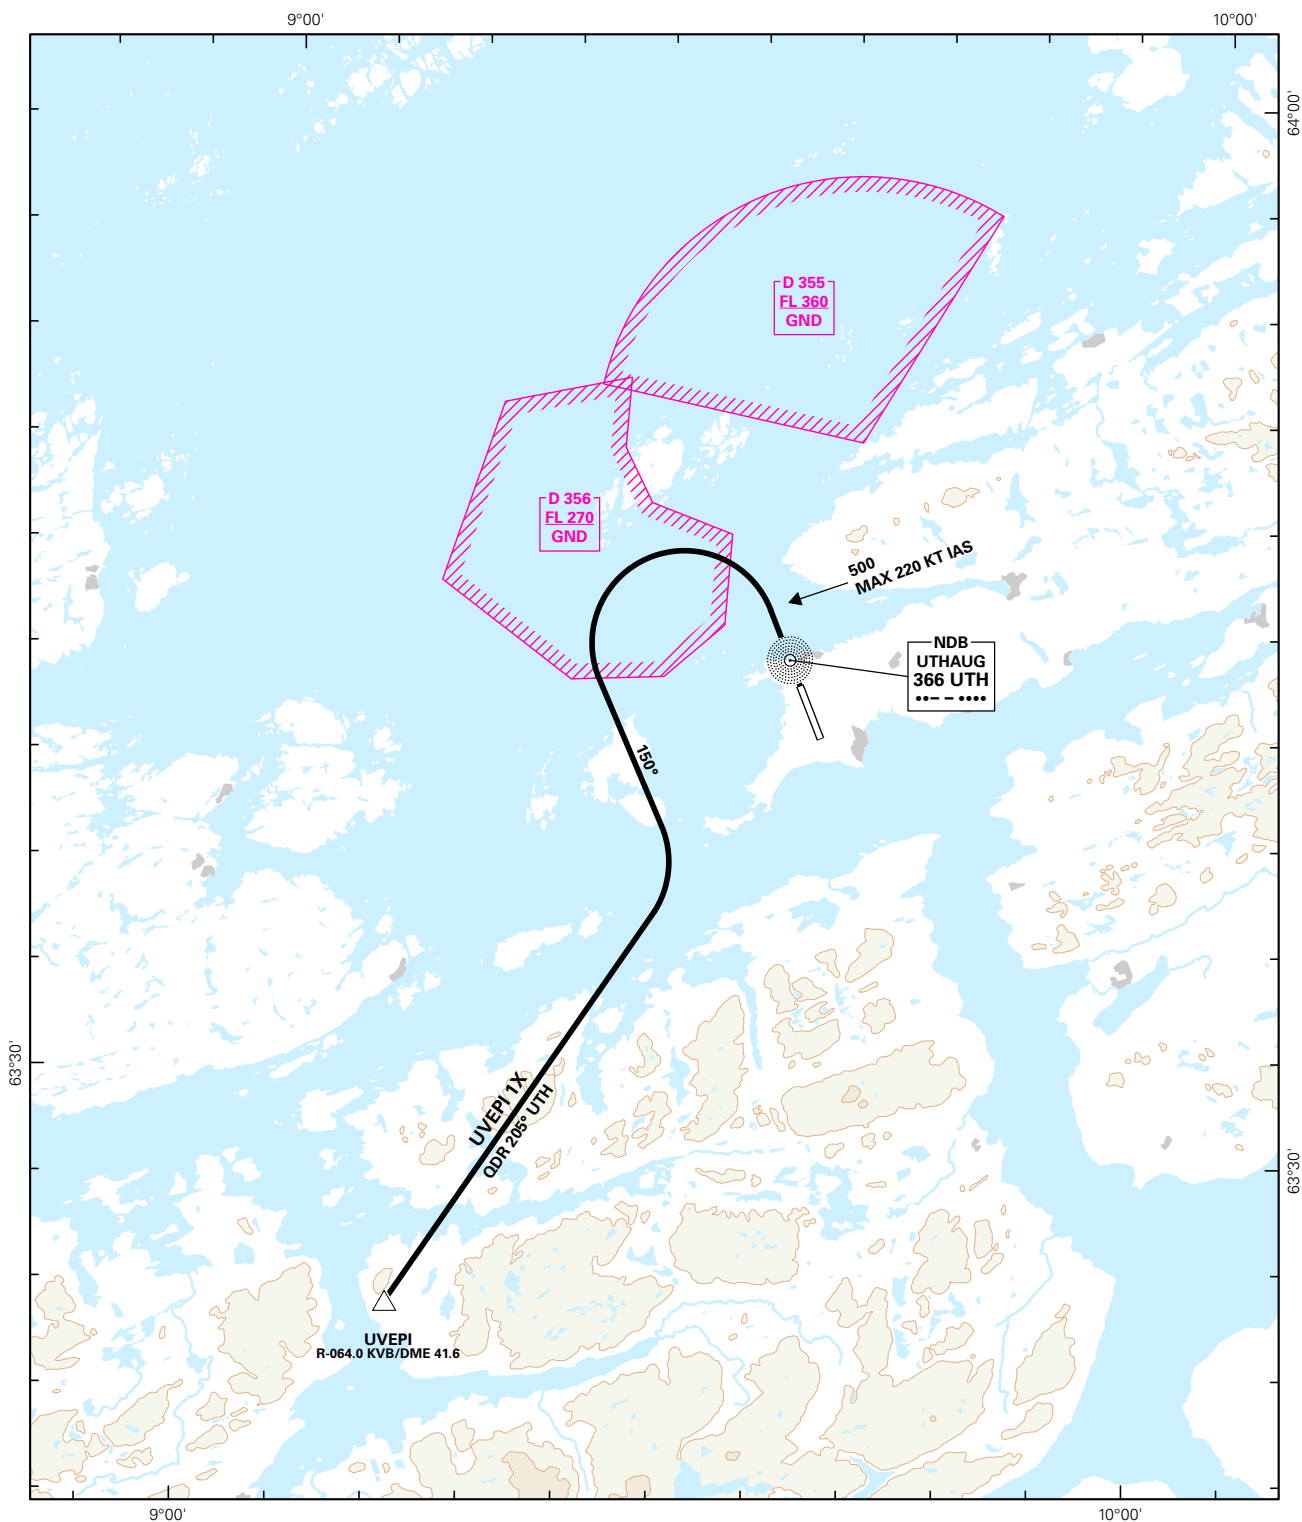 9°00'
10°00'
64°00'
D 355
FL 360
GND
D 356
FL 270
GND
500
MAX 220 KT IAS
NDB
UTHAUG
366 UTH
••–– ••••
150°
63°30'
UVEPI 1X
QDR 205° UTH
63°30'
UVEPI
R-064.0 KVB/DME 41.6
9°00'
10°00'